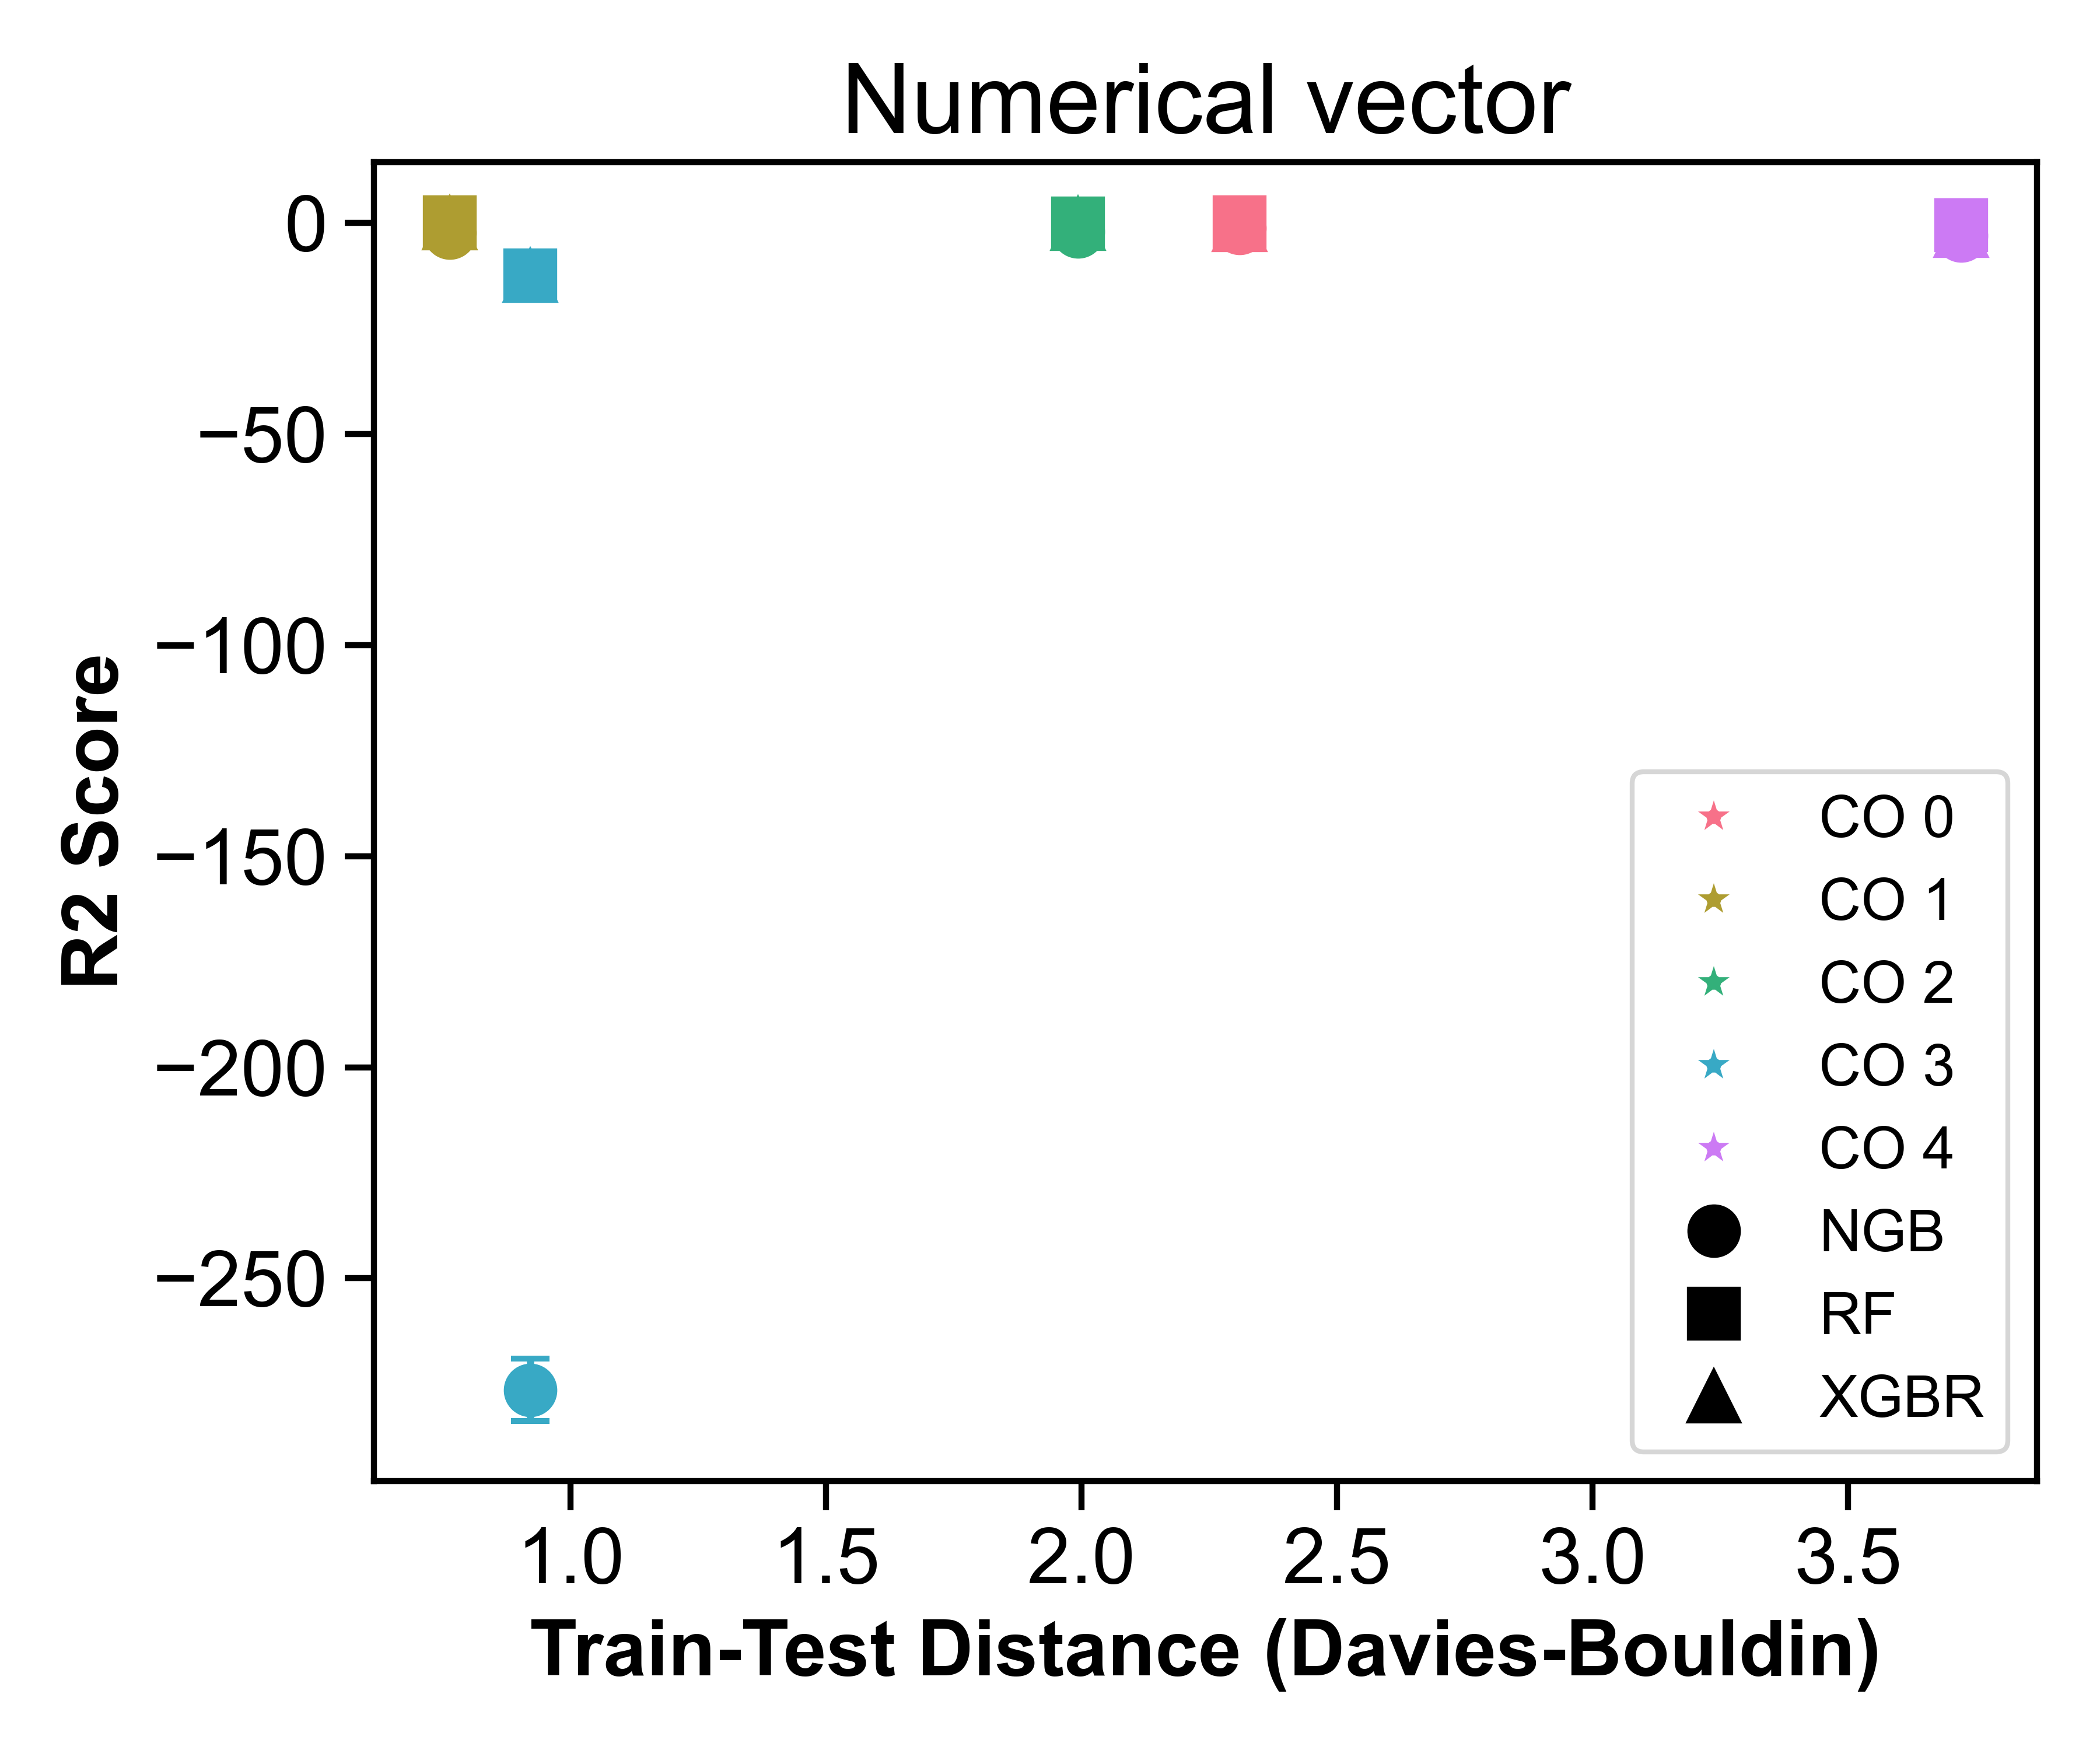 Numerical vector
R2 Score
0
−50
−100
−150
−200
−250
CO 0
CO 1
CO 2
CO 3
CO 4
NGB
RF
XGBR
1.0 1.5 2.0 2.5 3.0 3.5
Train-Test Distance (Davies-Bouldin)